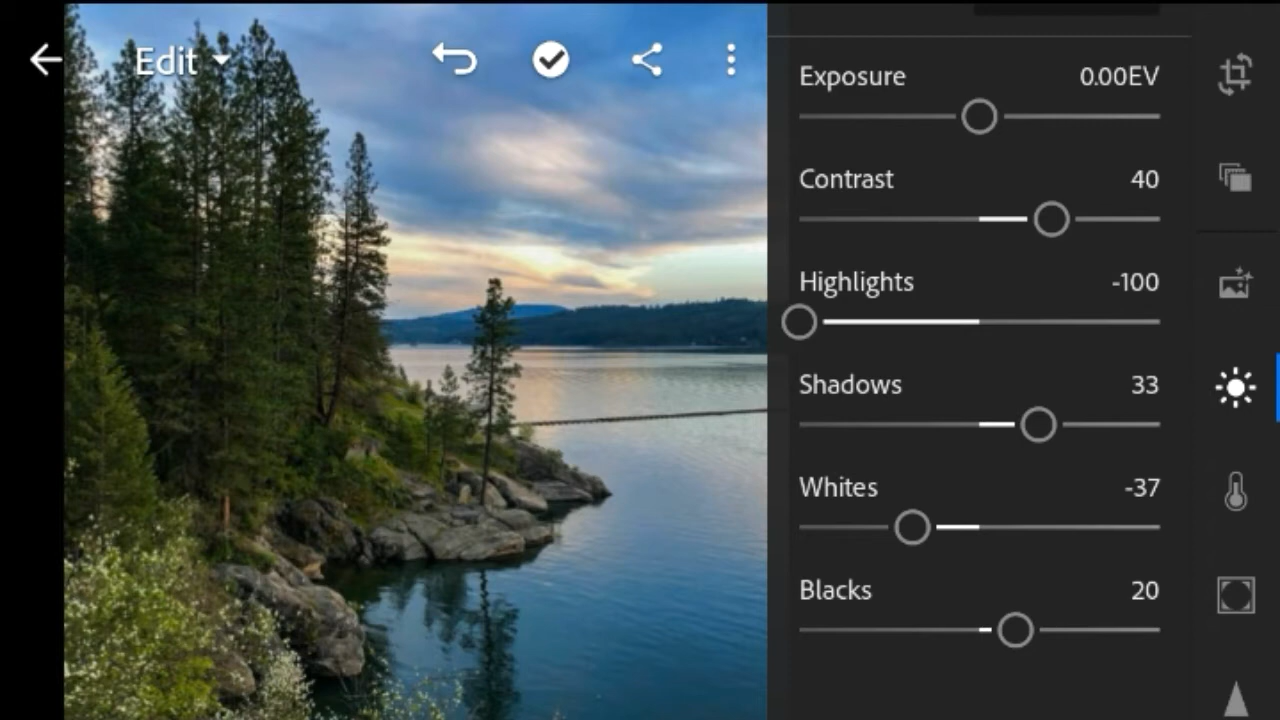 Edit
Exposure 0.00EV
Contrast 40
Highlights -100
Shadows 33
Whites -37
Blacks 20